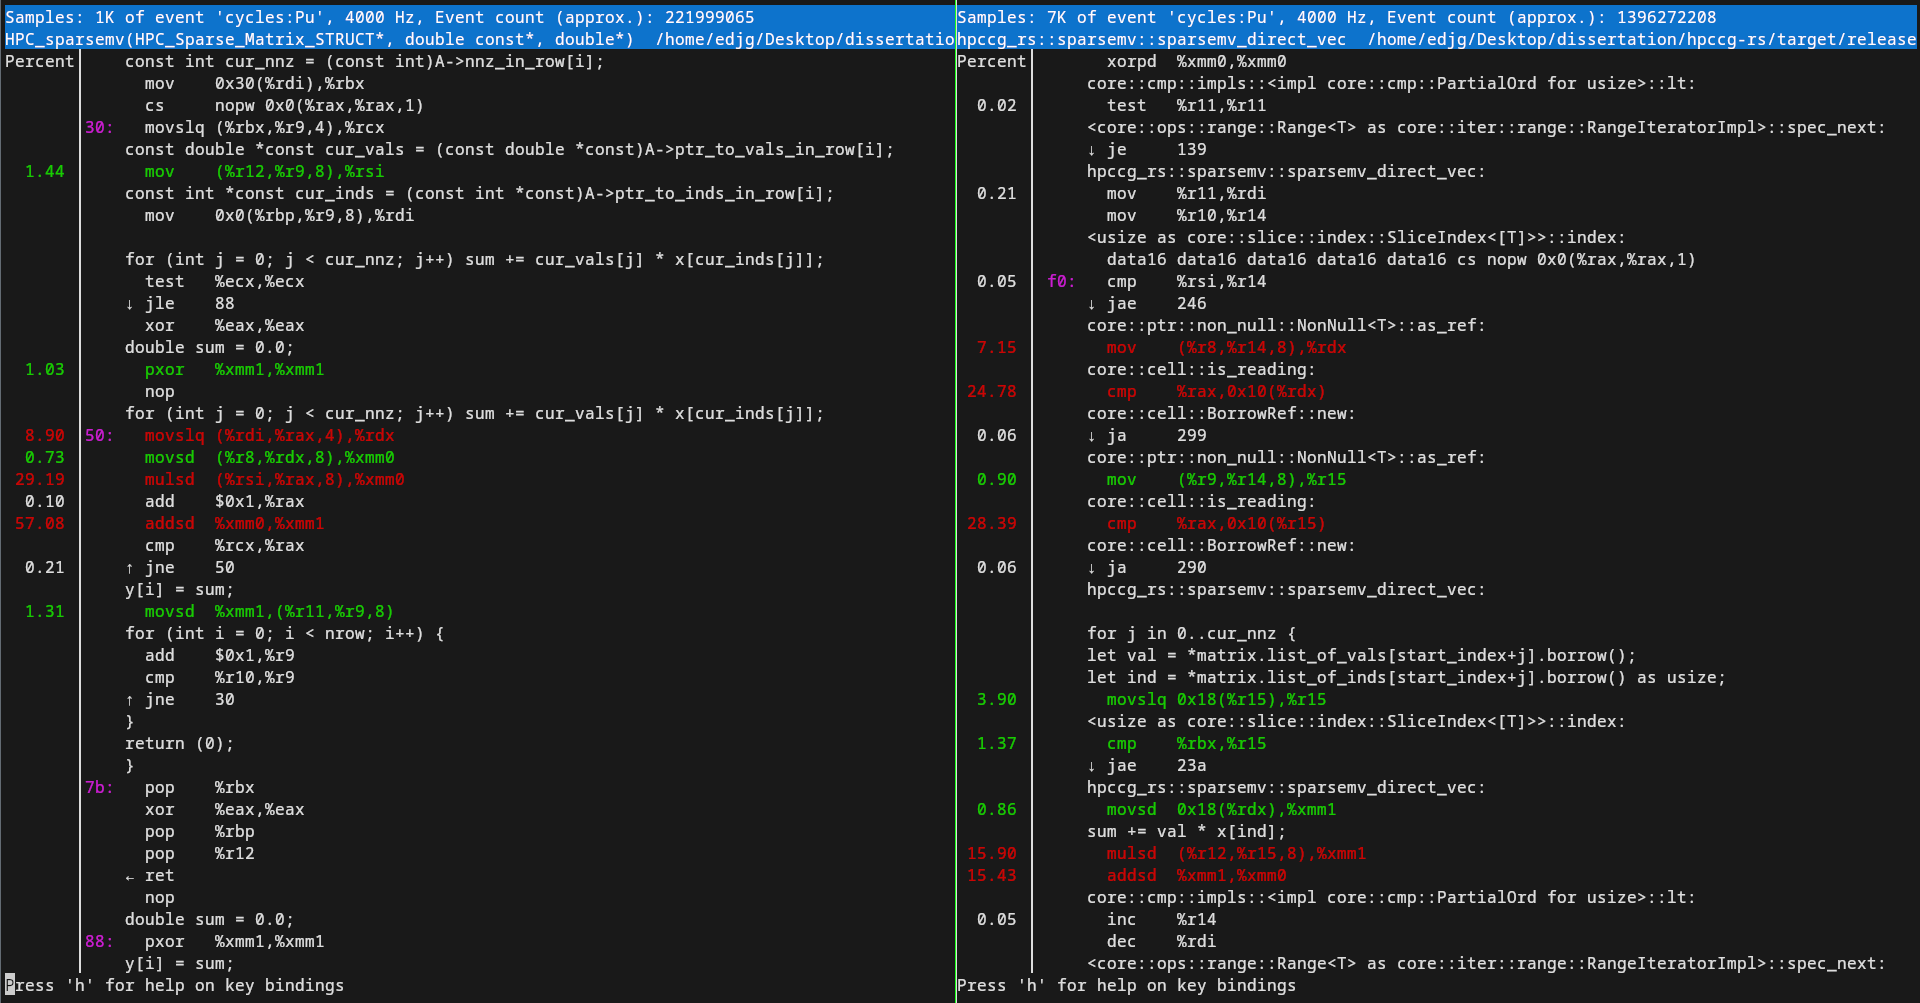 Samples: 1K of event 'cycles:Pu', 4000 Hz, Event count (approx.): 221999065
HPC_sparsemv(HPC_Sparse_Matrix_STRUCT*, double const*, double*)  /home/edjg/Desktop/dissertatio
Percent     const int cur_nnz = (const int)A->nnz_in_row[i];
mov    0x30(%rdi),%rbx
cs     nopw 0x0(%rax,%rax,1)
30:   movslq (%rbx,%r9,4),%rcx
const double *const cur_vals = (const double *const)A->ptr_to_vals_in_row[i];
1.44        mov    (%r12,%r9,8),%rsi
const int *const cur_inds = (const int *const)A->ptr_to_inds_in_row[i];
mov    0x0(%rbp,%r9,8),%rdi
for (int j = 0; j < cur_nnz; j++) sum += cur_vals[j] * x[cur_inds[j]];
test   %ecx,%ecx
↓ jle    88
xor    %eax,%eax
double sum = 0.0;
1.03        pxor   %xmm1,%xmm1
nop
for (int j = 0; j < cur_nnz; j++) sum += cur_vals[j] * x[cur_inds[j]];
8.90  50:   movslq (%rdi,%rax,4),%rdx
0.73        movsd  (%r8,%rdx,8),%xmm0
29.19        mulsd  (%rsi,%rax,8),%xmm0
0.10        add    $0x1,%rax
57.08        addsd  %xmm0,%xmm1
cmp    %rcx,%rax
0.21      ↑ jne    50
y[i] = sum;
1.31        movsd  %xmm1,(%r11,%r9,8)
for (int i = 0; i < nrow; i++) {
add    $0x1,%r9
cmp    %r10,%r9
↑ jne    30
}
return (0);
}
7b:   pop    %rbx
xor    %eax,%eax
pop    %rbp
pop    %r12
← ret
nop
double sum = 0.0;
88:   pxor   %xmm1,%xmm1
y[i] = sum;
Press 'h' for help on key bindings
Samples: 7K of event 'cycles:Pu', 4000 Hz, Event count (approx.): 1396272208
hpccg_rs::sparsemv::sparsemv_direct_vec  /home/edjg/Desktop/dissertation/hpccg-rs/target/release
Percent        xorpd  %xmm0,%xmm0
core::cmp::impls::<impl core::cmp::PartialOrd for usize>::lt:
0.02         test   %r11,%r11
<core::ops::range::Range<T> as core::iter::range::RangeIteratorImpl>::spec_next:
↓ je     139
hpccg_rs::sparsemv::sparsemv_direct_vec:
0.21         mov    %r11,%rdi
mov    %r10,%r14
<usize as core::slice::index::SliceIndex<[T]>>::index:
data16 data16 data16 data16 data16 cs nopw 0x0(%rax,%rax,1)
0.05   f0:   cmp    %rsi,%r14
↓ jae    246
core::ptr::non_null::NonNull<T>::as_ref:
7.15         mov    (%r8,%r14,8),%rdx
core::cell::is_reading:
24.78         cmp    %rax,0x10(%rdx)
core::cell::BorrowRef::new:
0.06       ↓ ja     299
core::ptr::non_null::NonNull<T>::as_ref:
0.90         mov    (%r9,%r14,8),%r15
core::cell::is_reading:
28.39         cmp    %rax,0x10(%r15)
core::cell::BorrowRef::new:
0.06       ↓ ja     290
hpccg_rs::sparsemv::sparsemv_direct_vec:
for j in 0..cur_nnz {
let val = *matrix.list_of_vals[start_index+j].borrow();
let ind = *matrix.list_of_inds[start_index+j].borrow() as usize;
3.90         movslq 0x18(%r15),%r15
<usize as core::slice::index::SliceIndex<[T]>>::index:
1.37         cmp    %rbx,%r15
↓ jae    23a
hpccg_rs::sparsemv::sparsemv_direct_vec:
0.86         movsd  0x18(%rdx),%xmm1
sum += val * x[ind];
15.90         mulsd  (%r12,%r15,8),%xmm1
15.43         addsd  %xmm1,%xmm0
core::cmp::impls::<impl core::cmp::PartialOrd for usize>::lt:
0.05         inc    %r14
dec    %rdi
<core::ops::range::Range<T> as core::iter::range::RangeIteratorImpl>::spec_next:
Press 'h' for help on key bindings